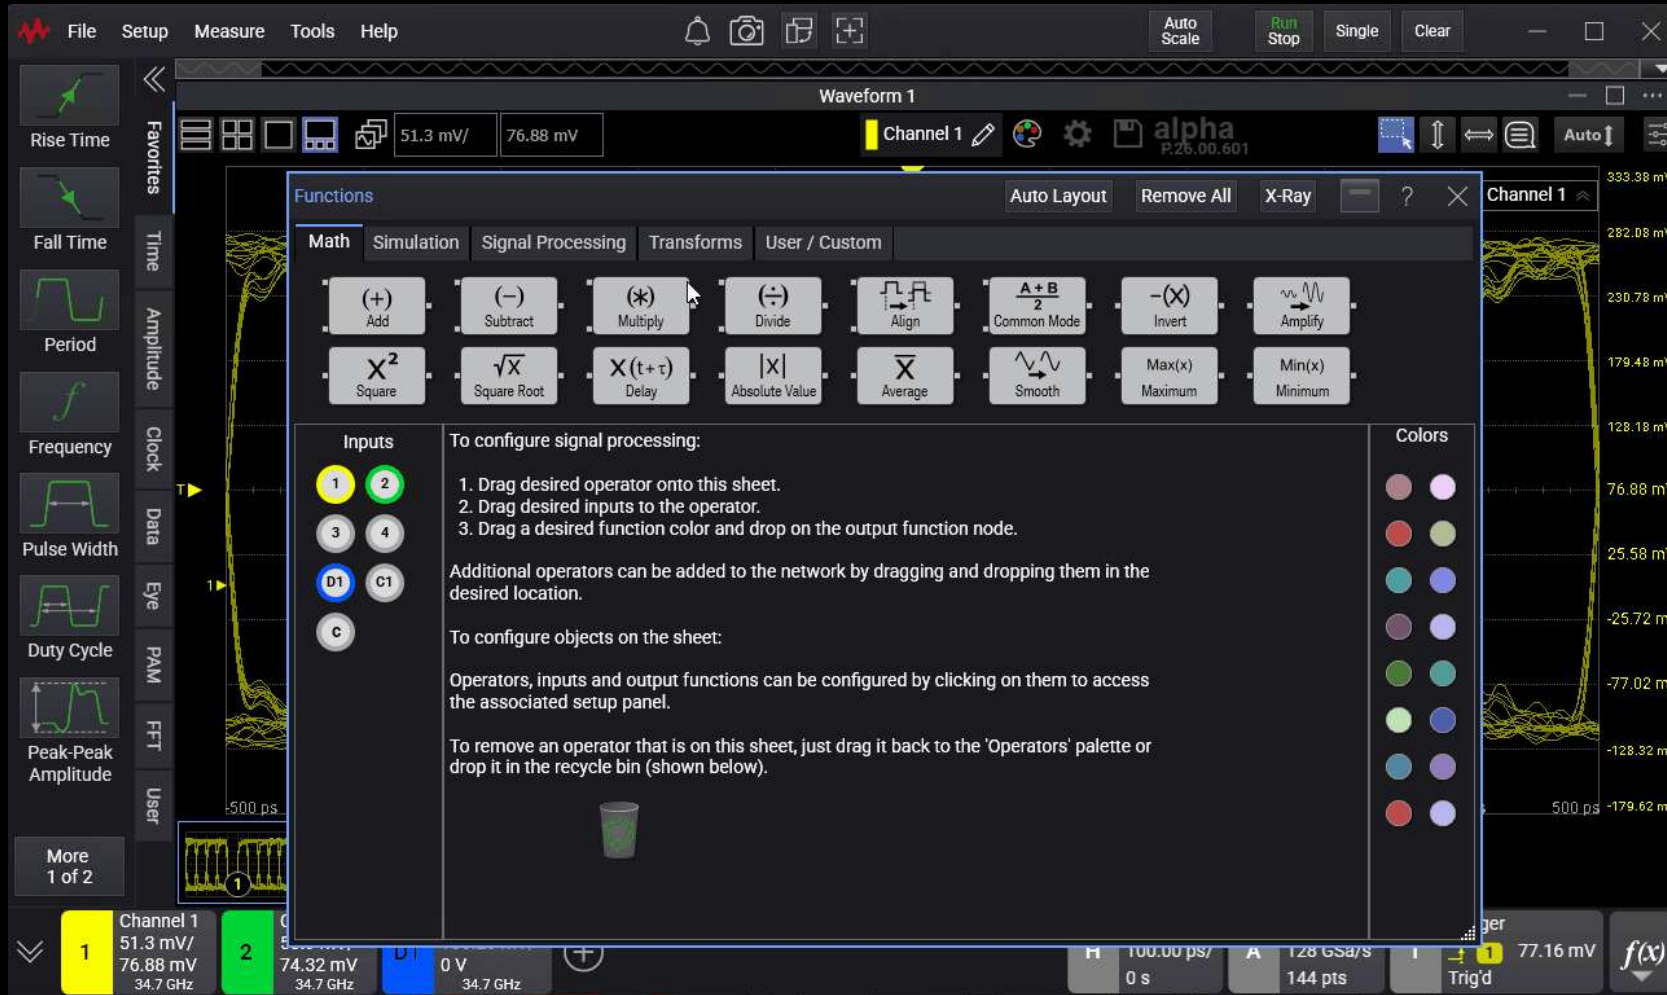 File Setup Measure Tools Help
Auto Scale
Run Stop
Single
Clear
Waveform 1
Rise Time
Fall Time
Period
Frequency
Pulse Width
Duty Cycle
Peak-Peak
Amplitude
More
1 of 2
Favorites
Time
Amplitude
Clock
Data
Eye
PAM
FFT
User
51.3 mV/
76.88 mV
Channel 1
alpha
P.26.00.601
Auto
Functions
Auto Layout
Remove All
X-Ray
?
Math
Simulation
Signal Processing
Transforms
User / Custom
(+)
Add
(−)
Subtract
(*)
Multiply
(÷)
Divide
Align
A + B
2
Common Mode
-(X)
Invert
Amplify
X²
Square
√X
Square Root
X(t+τ)
Delay
|X|
Absolute Value
X̅
Average
Smooth
Max(x)
Maximum
Min(x)
Minimum
Inputs
1 2
3 4
D1 C1
C
To configure signal processing:
1. Drag desired operator onto this sheet.
2. Drag desired inputs to the operator.
3. Drag a desired function color and drop on the output function node.
Additional operators can be added to the network by dragging and dropping them in the
desired location.
To configure objects on the sheet:
Operators, inputs and output functions can be configured by clicking on them to access
the associated setup panel.
To remove an operator that is on this sheet, just drag it back to the 'Operators' palette or
drop it in the recycle bin (shown below).
Colors
Channel 1
333.38 m
282.08 m
230.78 m
179.48 m
128.18 m
76.88 m
25.58 m
-25.72 m
-77.02 m
-128.32 m
-179.62 m
T
1
-500 ps
500 ps
1
1
Channel 1
51.3 mV/
76.88 mV
34.7 GHz
2
74.32 mV
34.7 GHz
D1
0 V
34.7 GHz
H
100.00 ps/
0 s
A
128 GSa/s
144 pts
1
77.16 mV
Trig'd
f(x)